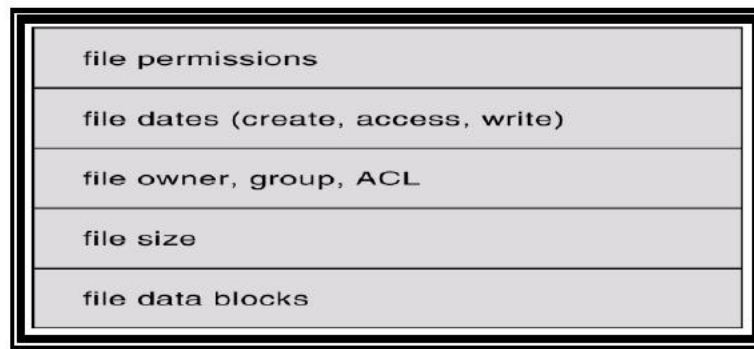 file permissions
file dates (create, access, write)
file owner, group, ACL
file size
file data blocks